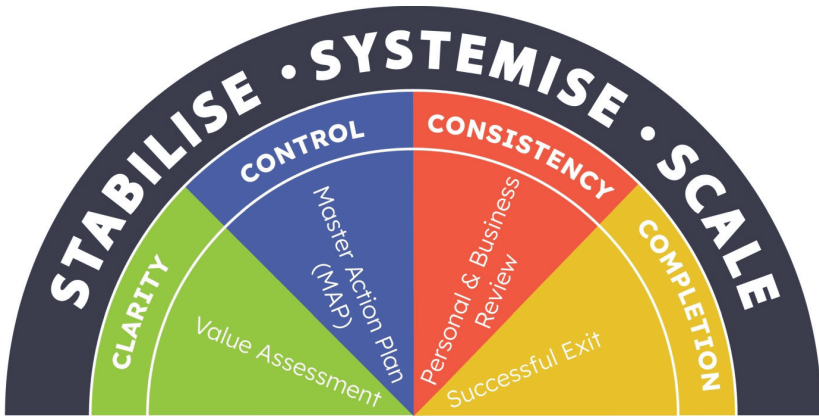 STABILISE • SYSTEMISE • SCALE
CLARITY
Value Assessment
CONTROL
Master Action Plan
(MAP)
CONSISTENCY
Personal & Business
Review
COMPLETION
Successful Exit